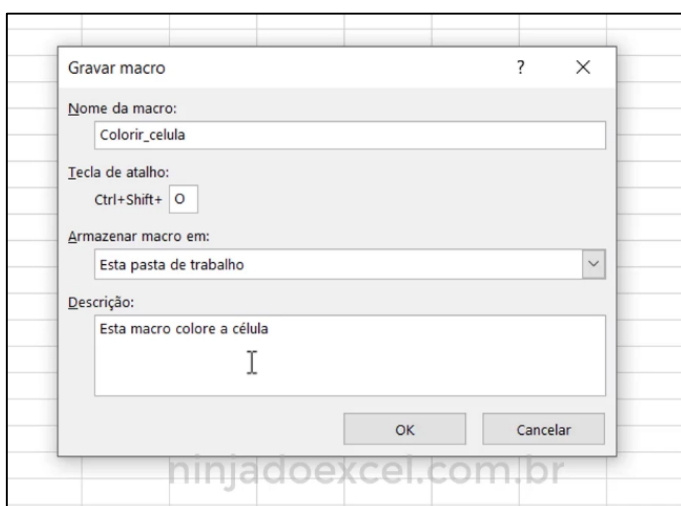 Gravar macro ? ×
Nome da macro:
Colorir_celula
Tecla de atalho:
Ctrl+Shift+ O
Armazenar macro em:
Esta pasta de trabalho
Descrição:
Esta macro colore a célula
OK Cancelar
ninjadoexcel.com.br